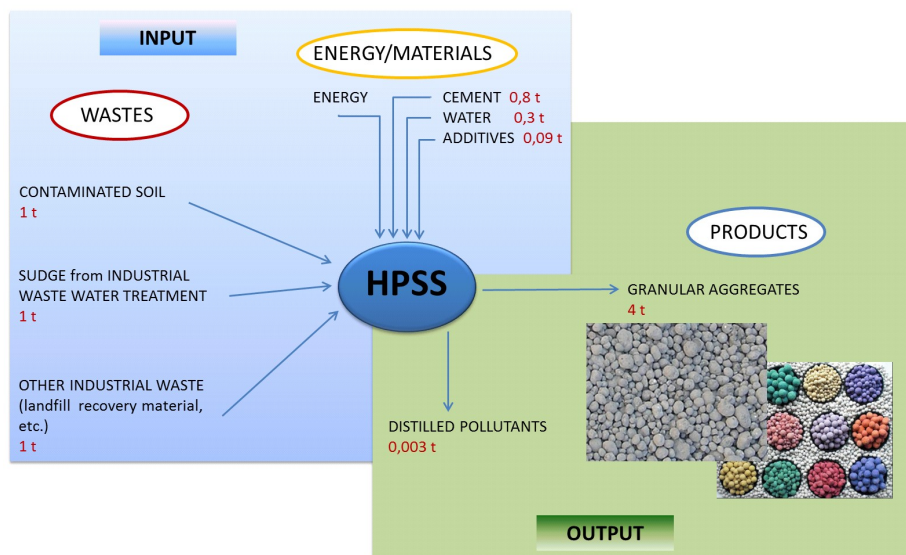 INPUT
ENERGY/MATERIALS
WASTES
ENERGY
CEMENT 0,8 t
WATER 0,3 t
ADDITIVES 0,09 t
CONTAMINATED SOIL
1 t
SUDGE from INDUSTRIAL
WASTE WATER TREATMENT
1 t
OTHER INDUSTRIAL WASTE
(landfill recovery material,
etc.)
1 t
HPSS
PRODUCTS
GRANULAR AGGREGATES
4 t
DISTILLED POLLUTANTS
0,003 t
OUTPUT